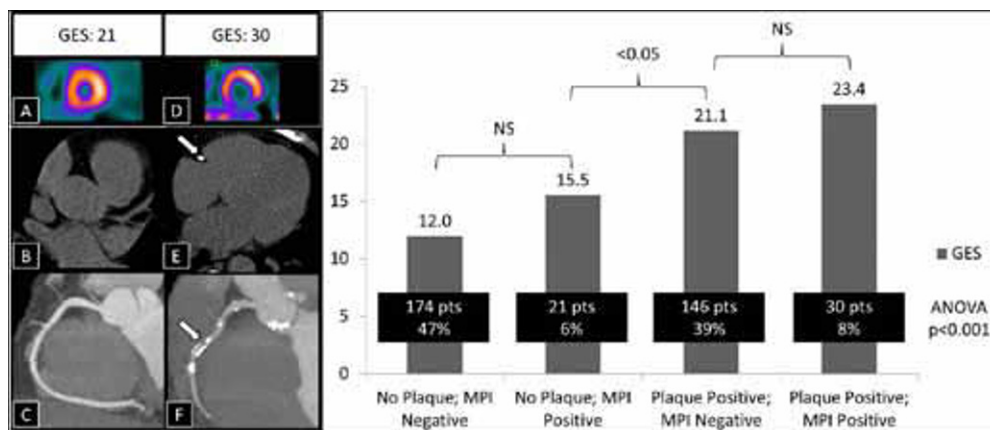 GES: 21
GES: 30
A
D
B
E
C
F
NS
<0.05
NS
25
20
15
10
5
0
12.0
15.5
21.1
23.4
174 pts
47%
21 pts
6%
146 pts
39%
30 pts
8%
No Plaque; MPI
Negative
No Plaque; MPI
Positive
Plaque Positive;
MPI Negative
Plaque Positive;
MPI Positive
GES
ANOVA
p<0.001